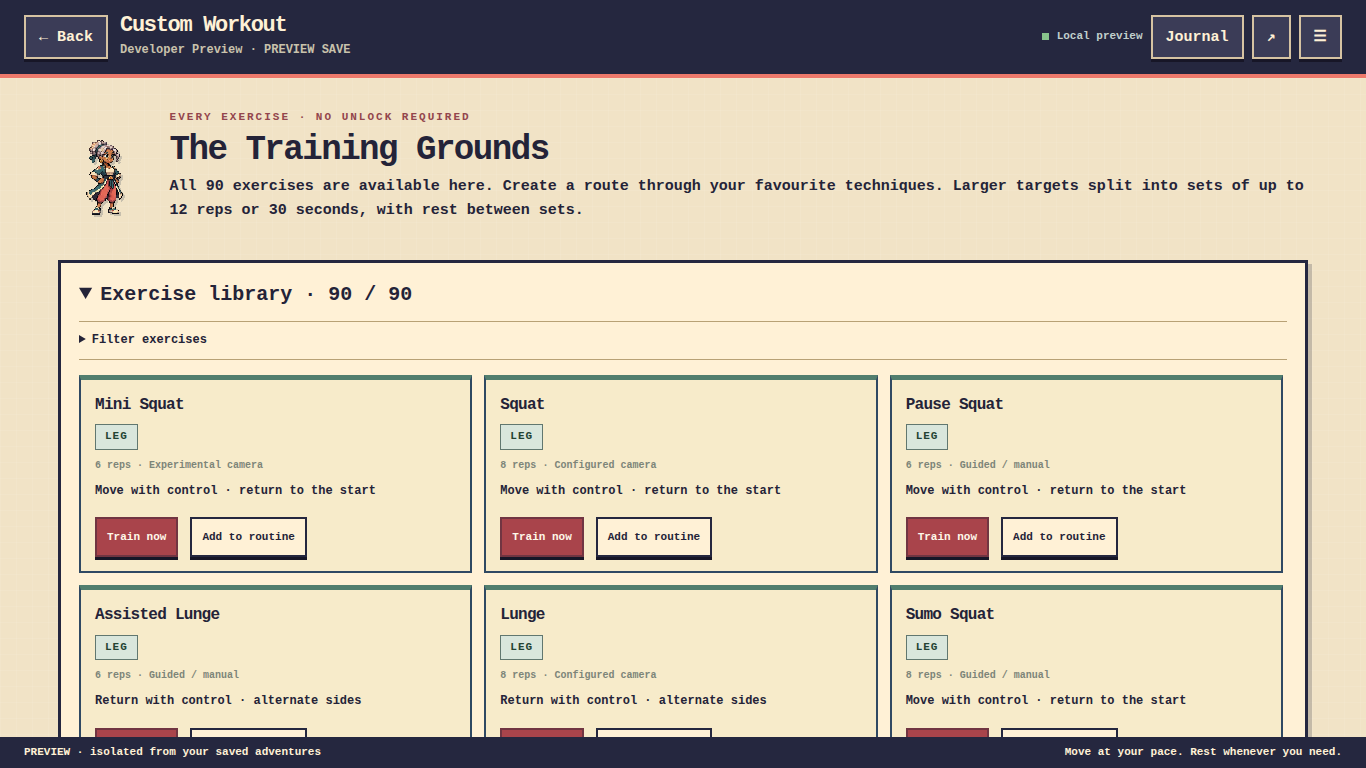 ← Back
Custom Workout
Developer Preview · PREVIEW SAVE
Local preview
Journal
↗
☰
EVERY EXERCISE · NO UNLOCK REQUIRED
The Training Grounds
All 90 exercises are available here. Create a route through your favourite techniques. Larger targets split into sets of up to
12 reps or 30 seconds, with rest between sets.
▼ Exercise library · 90 / 90
▶ Filter exercises
Mini Squat
LEG
6 reps · Experimental camera
Move with control · return to the start
Train now
Add to routine
Squat
LEG
8 reps · Configured camera
Move with control · return to the start
Train now
Add to routine
Pause Squat
LEG
6 reps · Guided / manual
Move with control · return to the start
Train now
Add to routine
Assisted Lunge
LEG
6 reps · Guided / manual
Return with control · alternate sides
Lunge
LEG
8 reps · Configured camera
Return with control · alternate sides
Sumo Squat
LEG
8 reps · Guided / manual
Move with control · return to the start
PREVIEW · isolated from your saved adventures
Move at your pace. Rest whenever you need.